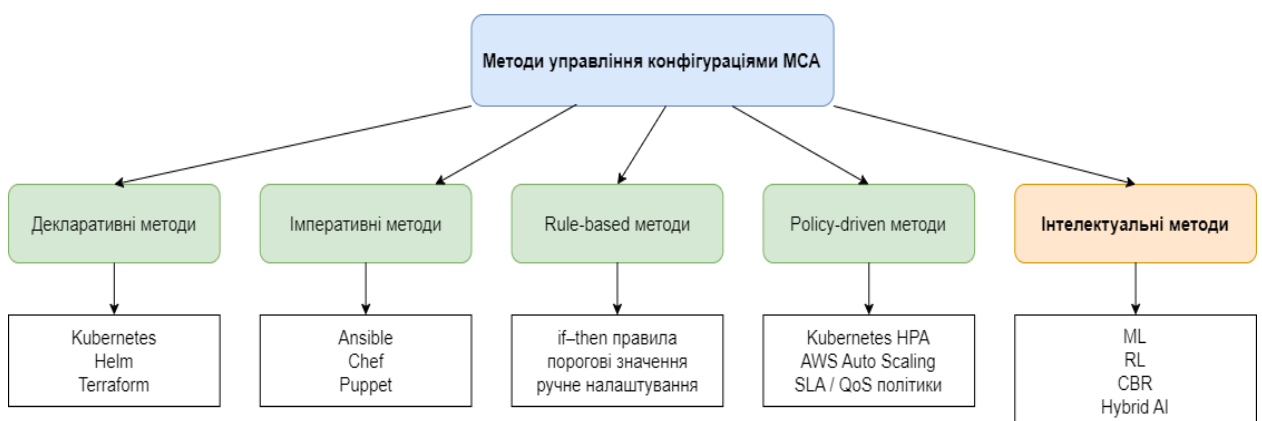 Методи управління конфігураціями МСА
Декларативні методи
Імперативні методи
Rule-based методи
Policy-driven методи
Інтелектуальні методи
Kubernetes
Helm
Terraform
Ansible
Chef
Puppet
if–then правила
порогові значення
ручне налаштування
Kubernetes HPA
AWS Auto Scaling
SLA / QoS політики
ML
RL
CBR
Hybrid AI